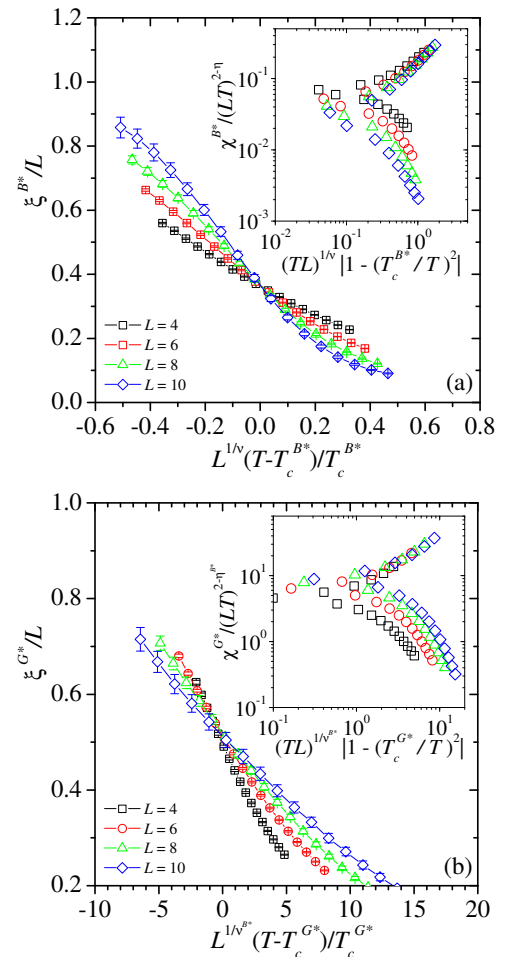 1.2
1.0
0.8
0.6
0.4
0.2
0.0
ξ^{B*}/L
-0.6 -0.4 -0.2 0.0 0.2 0.4 0.6 0.8
L^{1/ν}(T-T_c^{B*})/T_c^{B*}
L = 4
L = 6
L = 8
L = 10
(a)
10^{-1}
10^{-2}
10^{-3}
χ^{B*}/(LT)^{2-η}
10^{-2} 10^{-1} 10^{0}
(TL)^{1/ν} |1 - (T_c^{B*}/T)^2|
1.0
0.8
0.6
0.4
0.2
ξ^{G*}/L
-10 -5 0 5 10 15 20
L^{1/ν^{B*}}(T-T_c^{G*})/T_c^{G*}
L = 4
L = 6
L = 8
L = 10
(b)
10^{2}
10^{1}
10^{0}
10^{-1}
χ^{G*}/(LT)^{2-η^{B*}}
10^{-1} 10^{0} 10^{1}
(TL)^{1/ν^{B*}} |1 - (T_c^{G*}/T)^2|